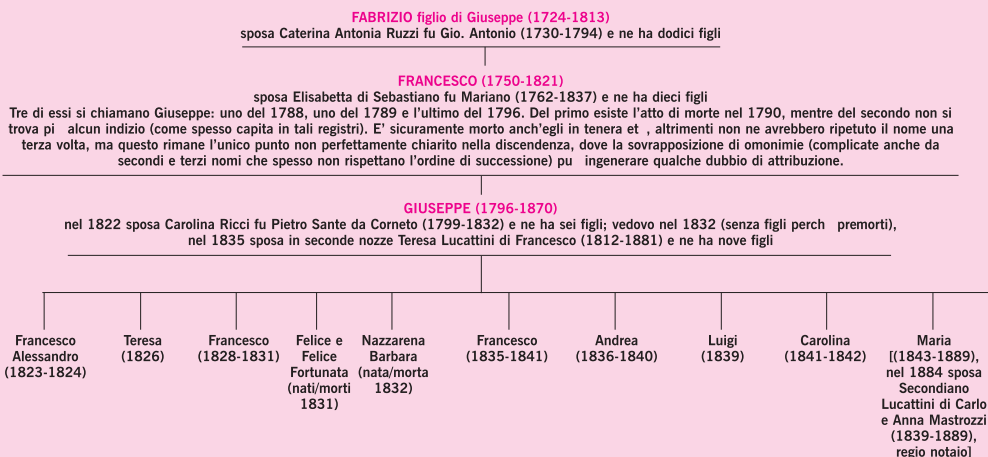 FABRIZIO figlio di Giuseppe (1724-1813)
sposa Caterina Antonia Ruzzi fu Gio. Antonio (1730-1794) e ne ha dodici figli
FRANCESCO (1750-1821)
sposa Elisabetta di Sebastiano fu Mariano (1762-1837) e ne ha dieci figli
Tre di essi si chiamano Giuseppe: uno del 1788, uno del 1789 e l'ultimo del 1796. Del primo esiste l'atto di morte nel 1790, mentre del secondo non si
trova pi alcun indizio (come spesso capita in tali registri). E' sicuramente morto anch'egli in tenera et , altrimenti non ne avrebbero ripetuto il nome una
terza volta, ma questo rimane l'unico punto non perfettamente chiarito nella discendenza, dove la sovrapposizione di omonimie (complicate anche da
secondi e terzi nomi che spesso non rispettano l'ordine di successione) pu ingenerare qualche dubbio di attribuzione.
GIUSEPPE (1796-1870)
nel 1822 sposa Carolina Ricci fu Pietro Sante da Corneto (1799-1832) e ne ha sei figli; vedovo nel 1832 (senza figli perch premorti),
nel 1835 sposa in seconde nozze Teresa Lucattini di Francesco (1812-1881) e ne ha nove figli
Francesco
Alessandro
(1823-1824)
Teresa
(1826)
Francesco
(1828-1831)
Felice e
Felice
Fortunata
(nati/morti
1831)
Nazzarena
Barbara
(nata/morta
1832)
Francesco
(1835-1841)
Andrea
(1836-1840)
Luigi
(1839)
Carolina
(1841-1842)
Maria
[(1843-1889),
nel 1884 sposa
Secondiano
Lucattini di Carlo
e Anna Mastrozzi
(1839-1889),
regio notaio]